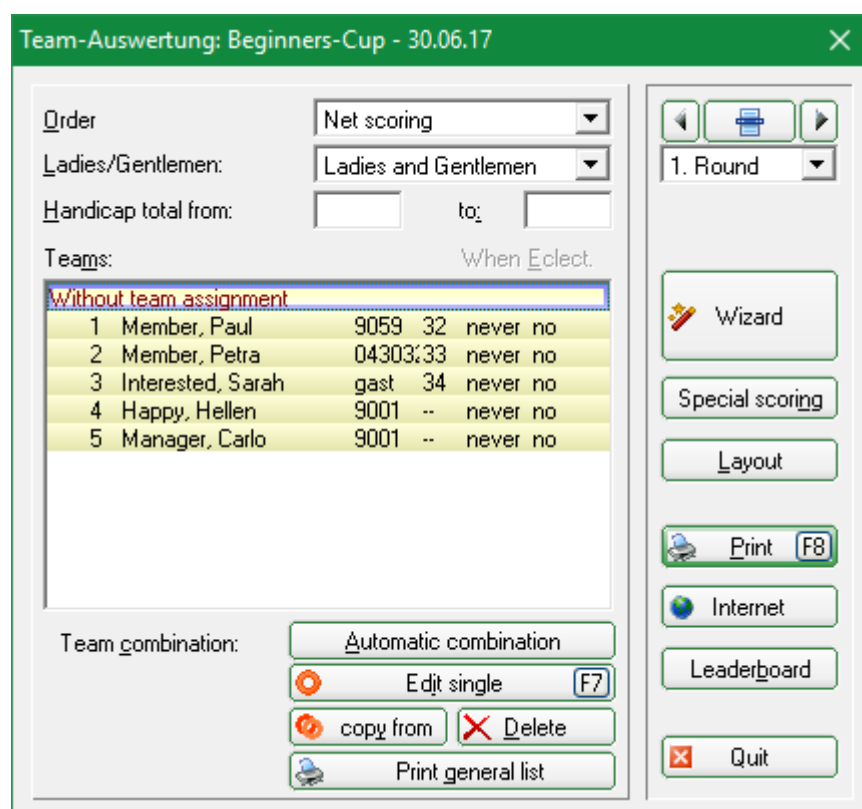 Team-Auswertung: Beginners-Cup - 30.06.17
Order Net scoring
Ladies/Gentlemen: Ladies and Gentlemen
Handicap total from: to:
Teams: When Eclect.
Without team assignment
1 Member, Paul 9059 32 never no
2 Member, Petra 04303 33 never no
3 Interested, Sarah gast 34 never no
4 Happy, Hellen 9001 -- never no
5 Manager, Carlo 9001 -- never no
Team combination: Automatic combination
Edit single F7
copy from Delete
Print general list
1. Round
Wizard
Special scoring
Layout
Print F8
Internet
Leaderboard
Quit